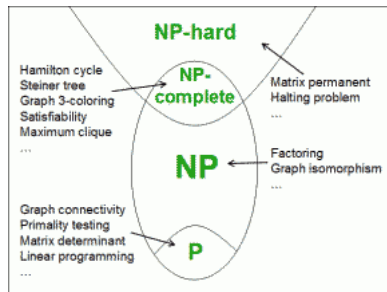 NP-hard
Hamilton cycle
Steiner tree
Graph 3-coloring
Satisfiability
Maximum clique
...
NP-
complete
Matrix permanent
Halting problem
...
NP
Factoring
Graph isomorphism
...
Graph connectivity
Primality testing
Matrix determinant
Linear programming
...
P